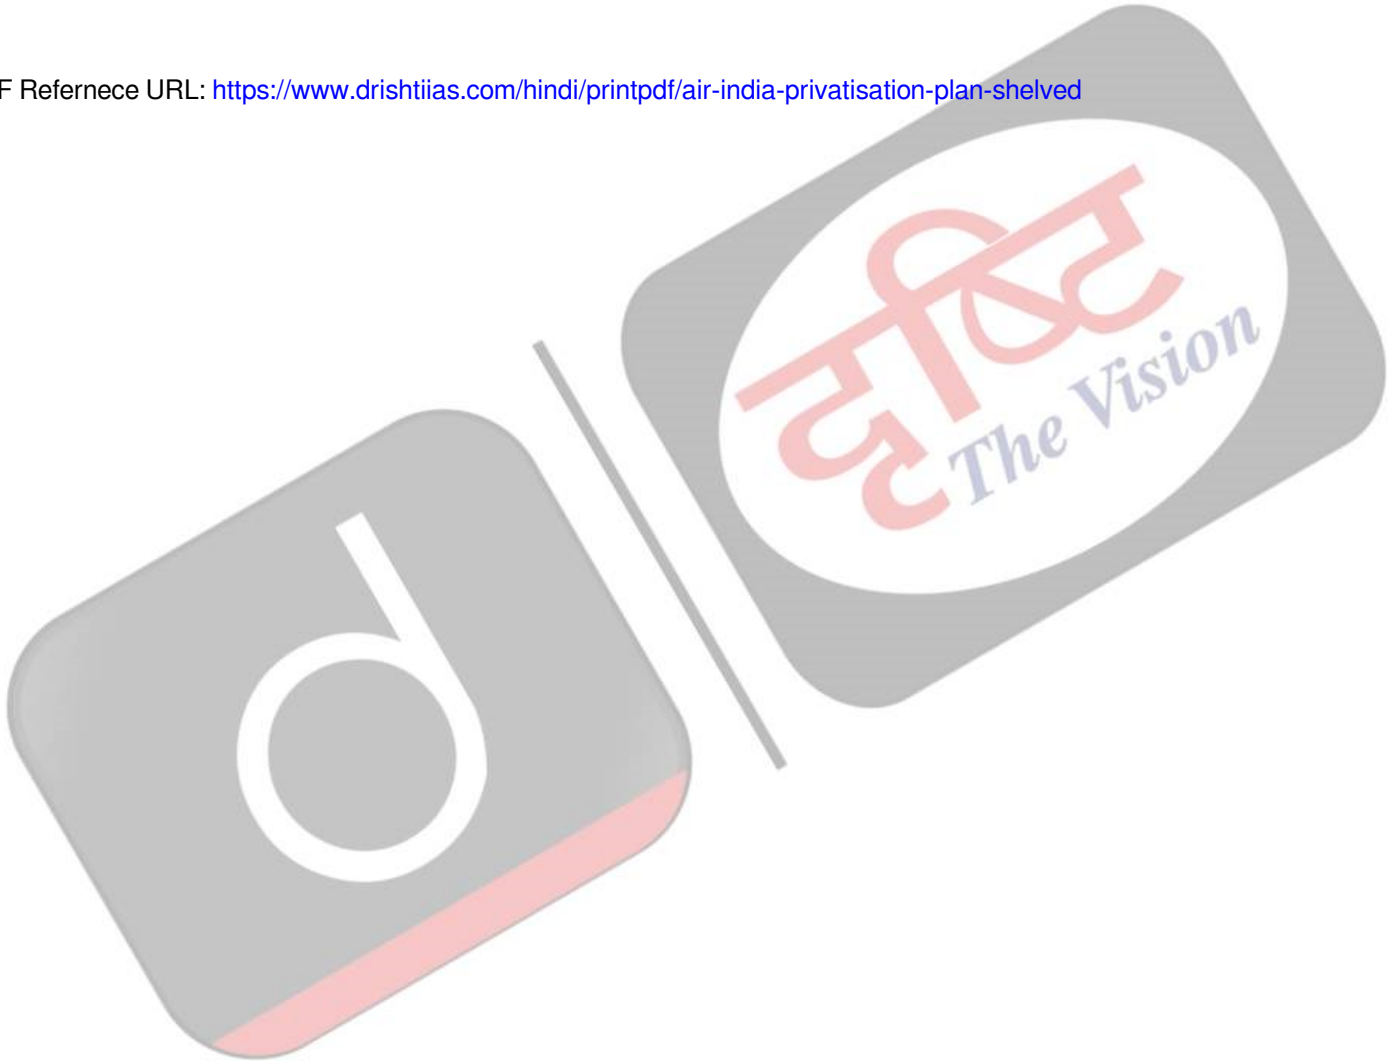 F Refernece URL: https://www.drishtiias.com/hindi/printpdf/air-india-privatisation-plan-shelved
दृष्टि
The Vision
d